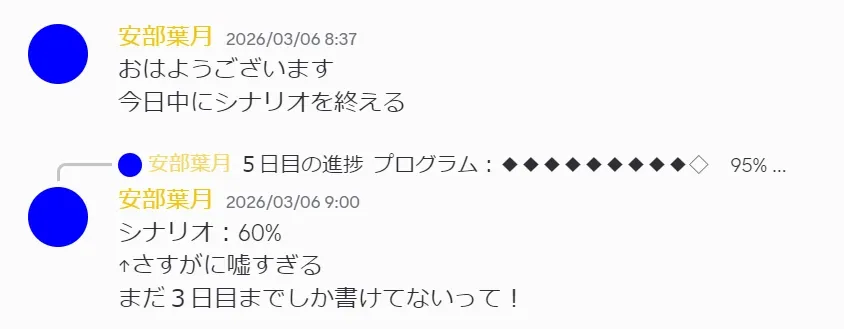 安部葉月 2026/03/06 8:37
おはようございます
今日中にシナリオを終える
安部葉月 5日目の進捗 プログラム：◆◆◆◆◆◆◆◆◆◇ 95% ...
安部葉月 2026/03/06 9:00
シナリオ：60%
↑さすがに嘘すぎる
まだ３日目までしか書けてないって！